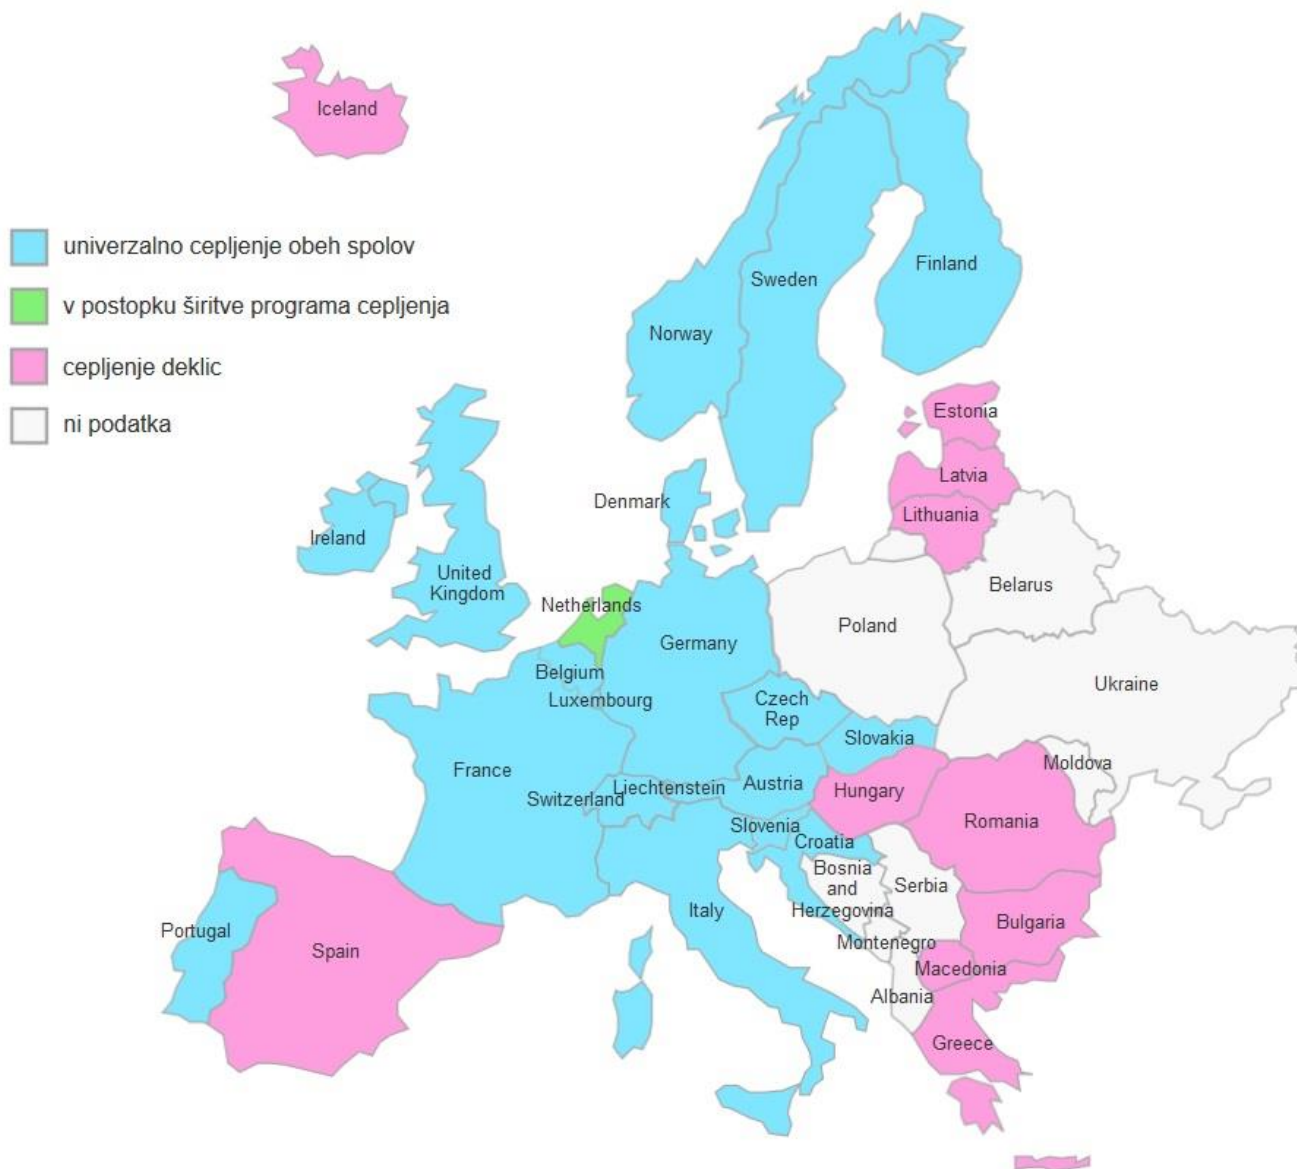 Iceland
univerzalno cepljenje obeh spolov
v postopku širitve programa cepljenja
cepljenje deklic
ni podatka
Finland
Sweden
Norway
Estonia
Latvia
Lithuania
Denmark
Ireland
United
Kingdom
Belarus
Netherlands
Poland
Germany
Belgium
Ukraine
Luxembourg
Czech
Rep
Slovakia
Moldova
France
Austria
Liechtenstein
Hungary
Switzerland
Romania
Slovenia
Croatia
Bosnia
and
Herzegovina
Serbia
Italy
Bulgaria
Portugal
Montenegro
Spain
Macedonia
Albania
Greece